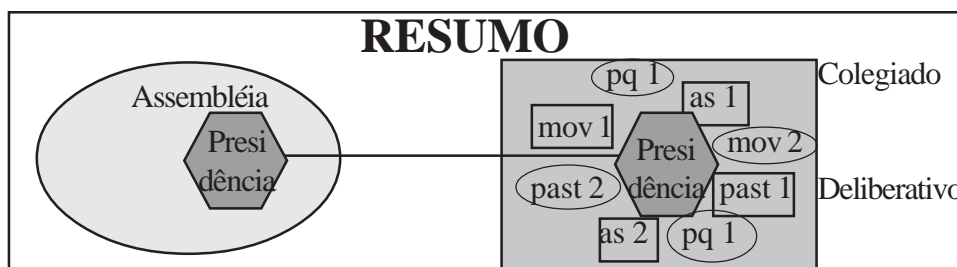 RESUMO
Assembléia
Presi
dência
Colegiado
Deliberativo
pq 1
as 1
mov 1
mov 2
Presi
dência
past 2
past 1
as 2
pq 1